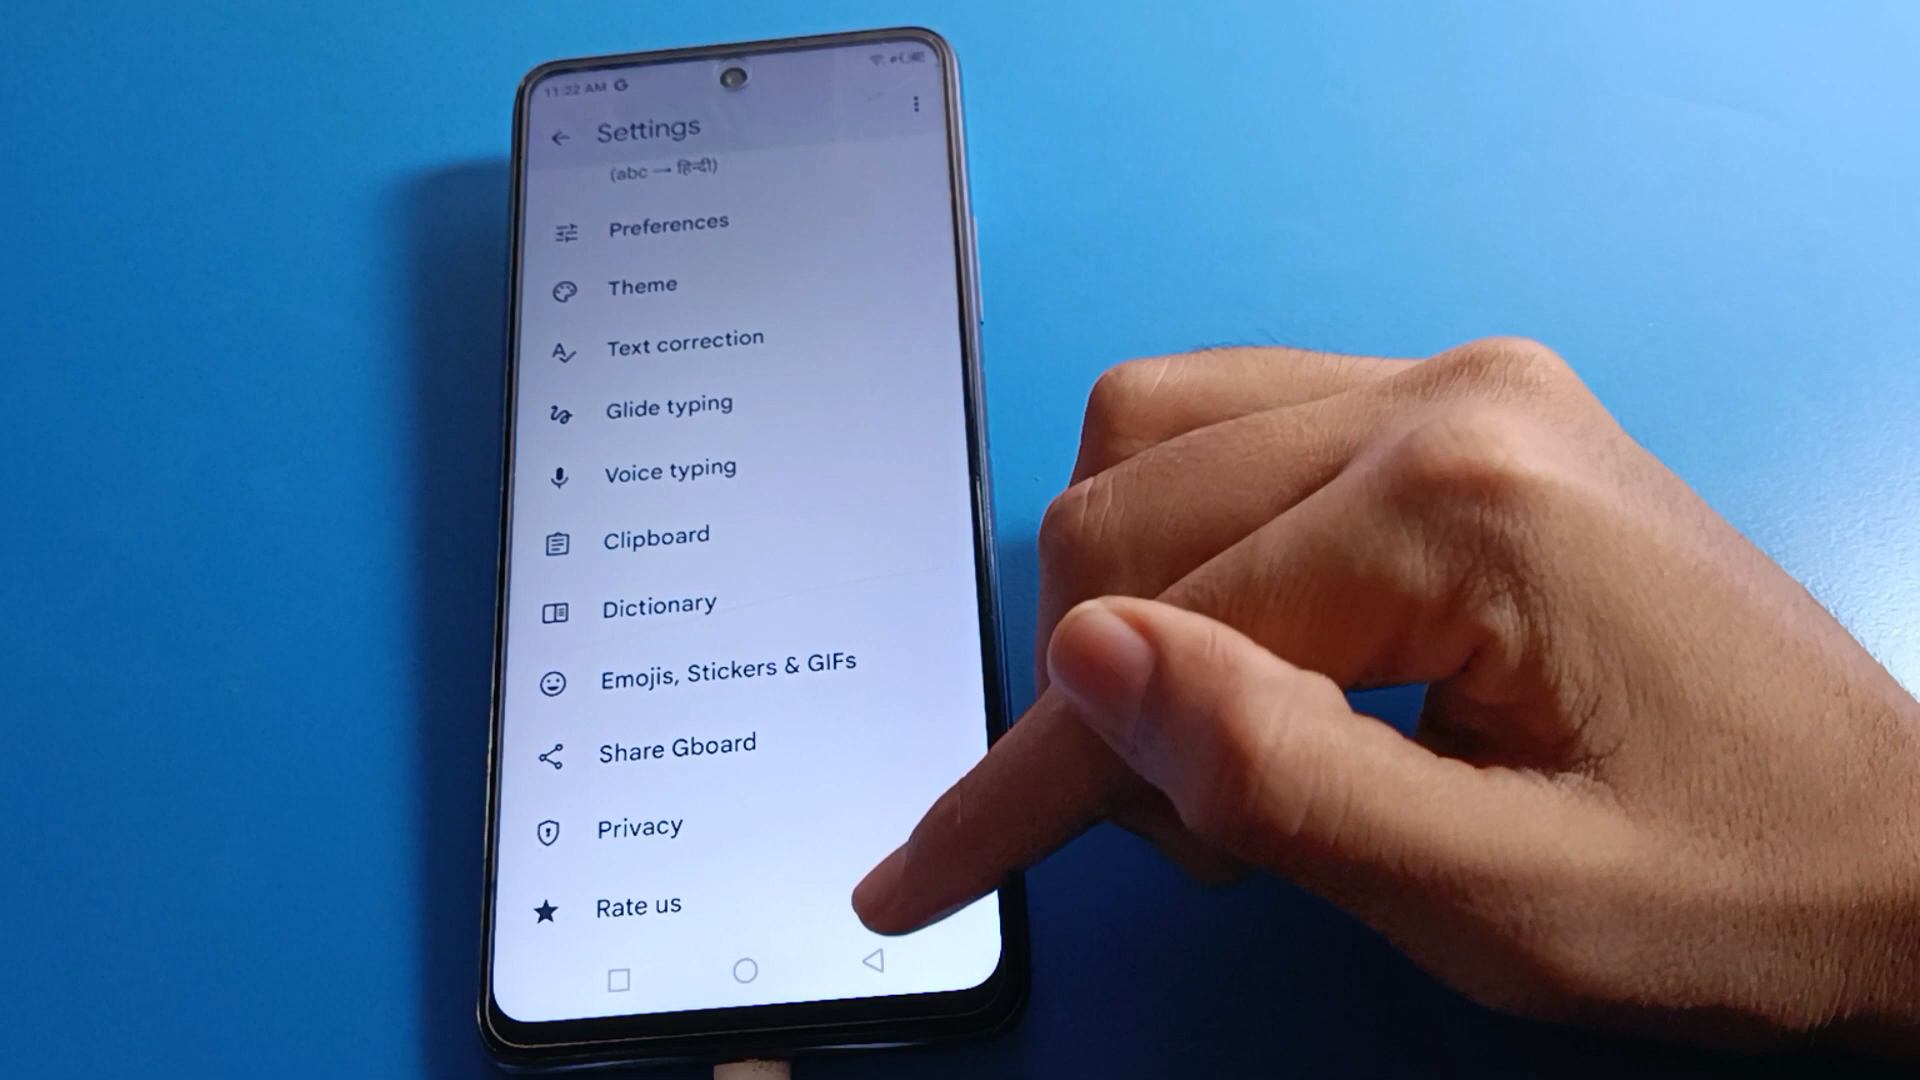 11:22 AM G
Settings
(abc → हिन्दी)
Preferences
Theme
Text correction
Glide typing
Voice typing
Clipboard
Dictionary
Emojis, Stickers & GIFs
Share Gboard
Privacy
Rate us